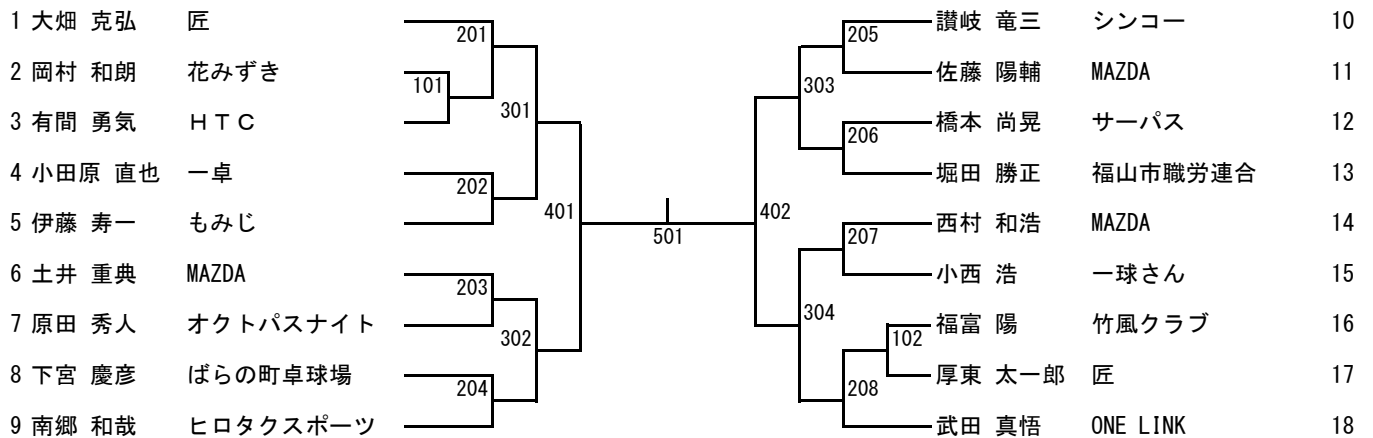 1 大畑 克弘 匠
2 岡村 和朗 花みずき
3 有間 勇気 ＨＴＣ
4 小田原 直也 一卓
5 伊藤 寿一 もみじ
6 土井 重典 MAZDA
7 原田 秀人 オクトパスナイト
8 下宮 慶彦 ばらの町卓球場
9 南郷 和哉 ヒロタクスポーツ
201
101
301
202
401
203
302
204
501
205
303
206
402
207
304
102
208
讃岐 竜三 シンコー 10
佐藤 陽輔 MAZDA 11
橋本 尚晃 サーパス 12
堀田 勝正 福山市職労連合 13
西村 和浩 MAZDA 14
小西 浩 一球さん 15
福富 陽 竹風クラブ 16
厚東 太一郎 匠 17
武田 真悟 ONE LINK 18